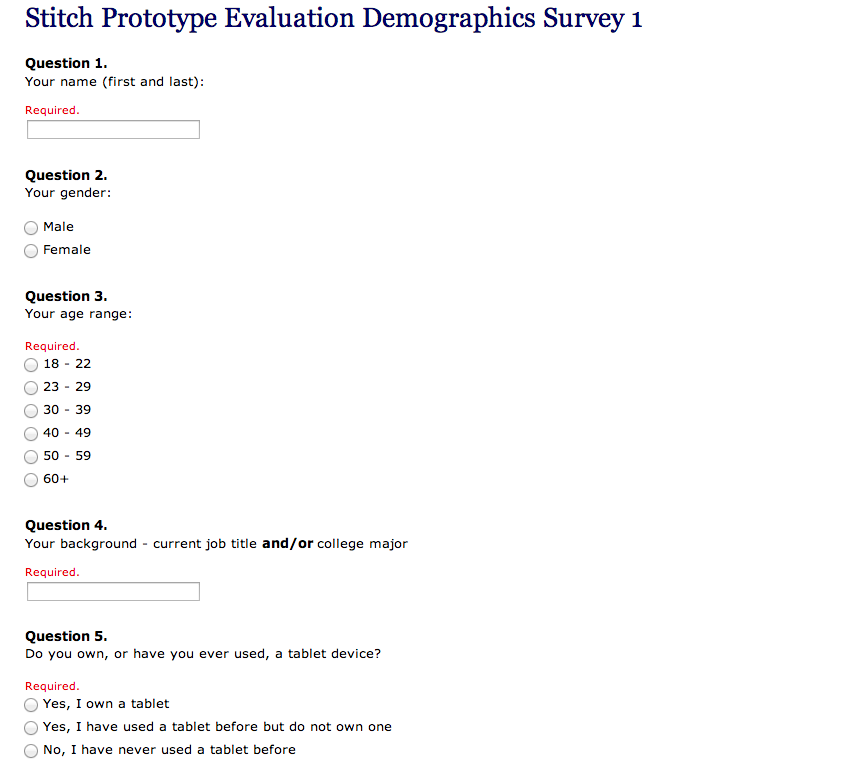 Stitch Prototype Evaluation Demographics Survey 1
Question 1.
Your name (first and last):
Required.
Question 2.
Your gender:
Male
Female
Question 3.
Your age range:
Required.
18 - 22
23 - 29
30 - 39
40 - 49
50 - 59
60+
Question 4.
Your background - current job title and/or college major
Required.
Question 5.
Do you own, or have you ever used, a tablet device?
Required.
Yes, I own a tablet
Yes, I have used a tablet before but do not own one
No, I have never used a tablet before